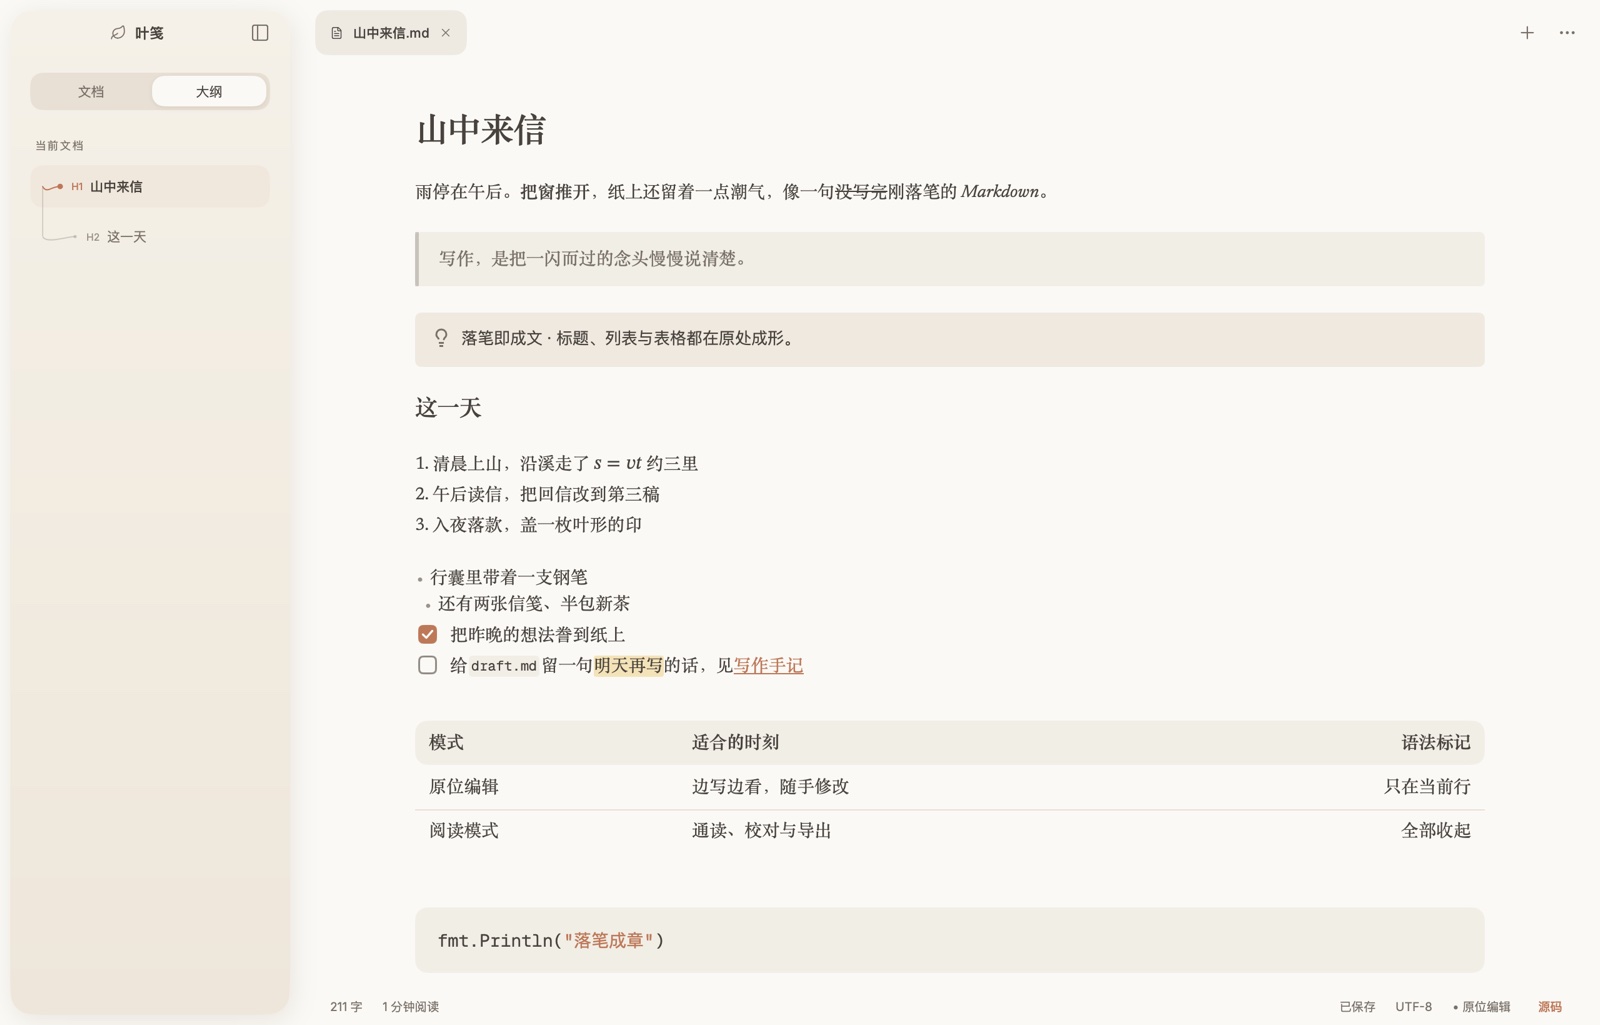 叶笺
文档
大纲
当前文档
H1 山中来信
H2 这一天
山中来信.md
山中来信
雨停在午后。把窗推开，纸上还留着一点潮气，像一句没写完刚落笔的 Markdown。
写作，是把一闪而过的念头慢慢说清楚。
落笔即成文 · 标题、列表与表格都在原处成形。
这一天
1. 清晨上山，沿溪走了 s = vt 约三里
2. 午后读信，把回信改到第三稿
3. 入夜落款，盖一枚叶形的印
• 行囊里带着一支钢笔
• 还有两张信笺、半包新茶
把昨晚的想法誊到纸上
给 draft.md 留一句明天再写的话，见写作手记
模式 适合的时刻 语法标记
原位编辑 边写边看，随手修改 只在当前行
阅读模式 通读、校对与导出 全部收起
fmt.Println("落笔成章")
211 字 1 分钟阅读 已保存 UTF-8 • 原位编辑 源码